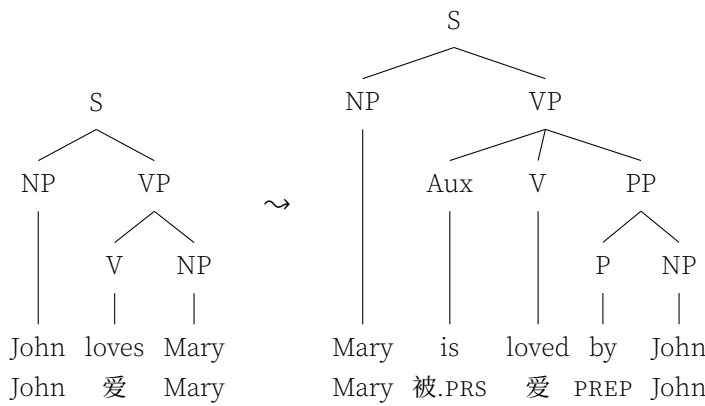 S
NP VP
V NP
John loves Mary
John 爱 Mary
⇝
S
NP VP
Aux V PP
P NP
Mary is loved by John
Mary 被.PRS 爱 PREP John